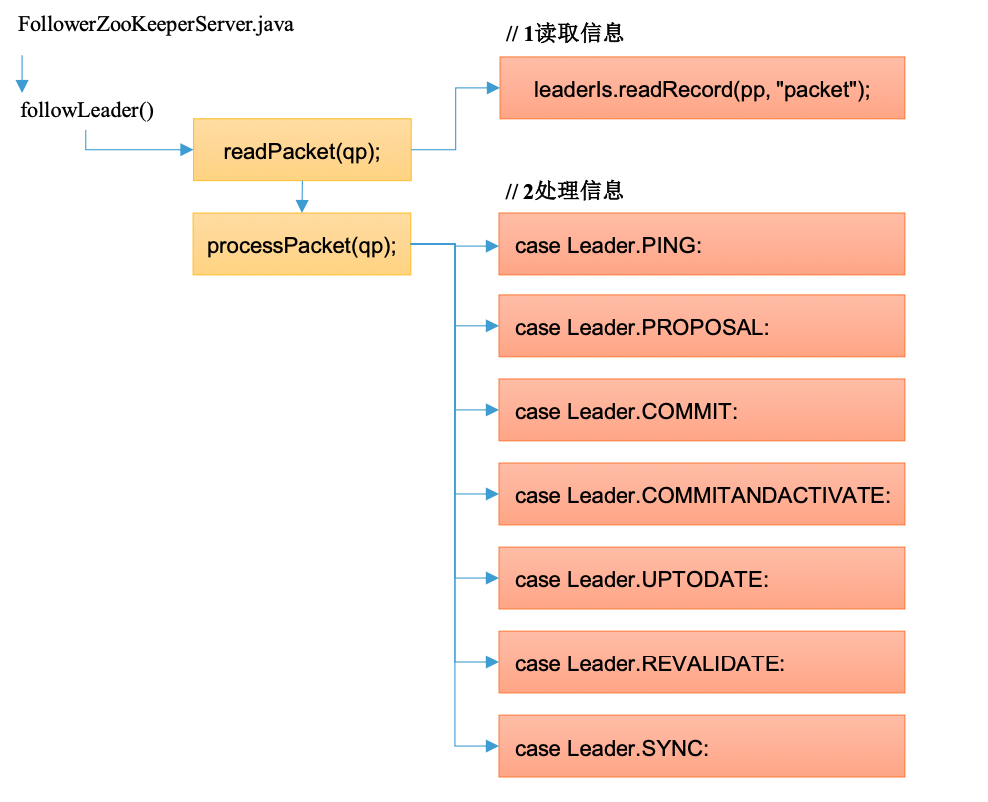 FollowerZooKeeperServer.java
followLeader()
readPacket(qp);
processPacket(qp);
// 1读取信息
leaderIs.readRecord(pp, "packet");
// 2处理信息
case Leader.PING:
case Leader.PROPOSAL:
case Leader.COMMIT:
case Leader.COMMITANDACTIVATE:
case Leader.UPTODATE:
case Leader.REVALIDATE:
case Leader.SYNC: